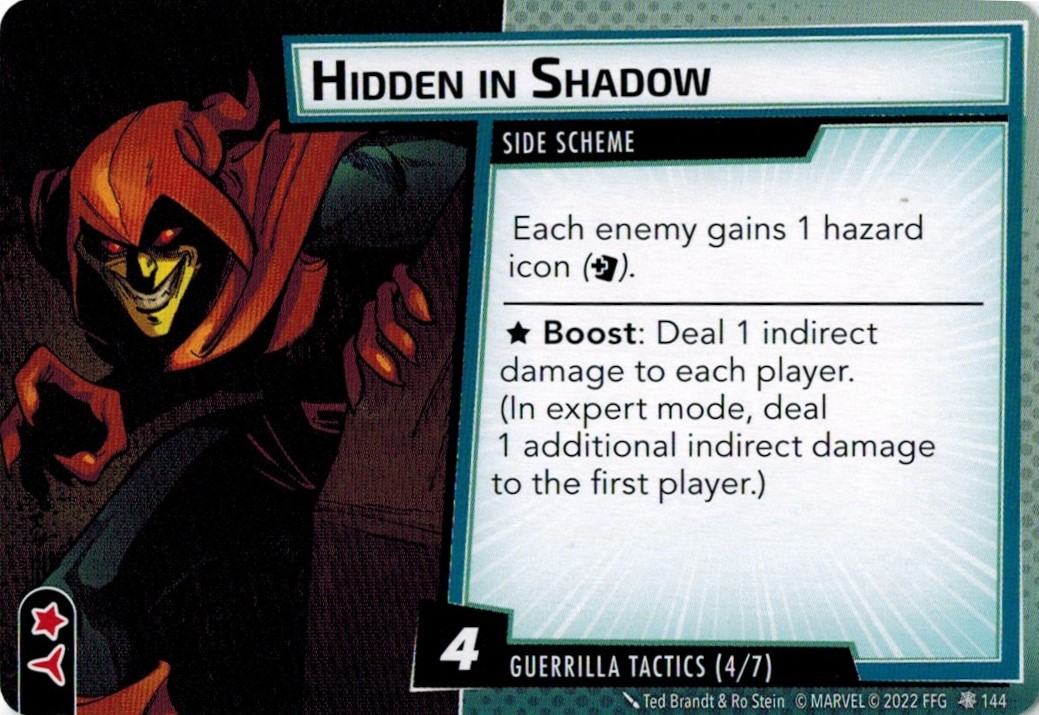 HIDDEN IN SHADOW
SIDE SCHEME
Each enemy gains 1 hazard
icon ().
★ Boost: Deal 1 indirect
damage to each player.
(In expert mode, deal
1 additional indirect damage
to the first player.)
4
GUERRILLA TACTICS (4/7)
Ted Brandt & Ro Stein © MARVEL © 2022 FFG 144